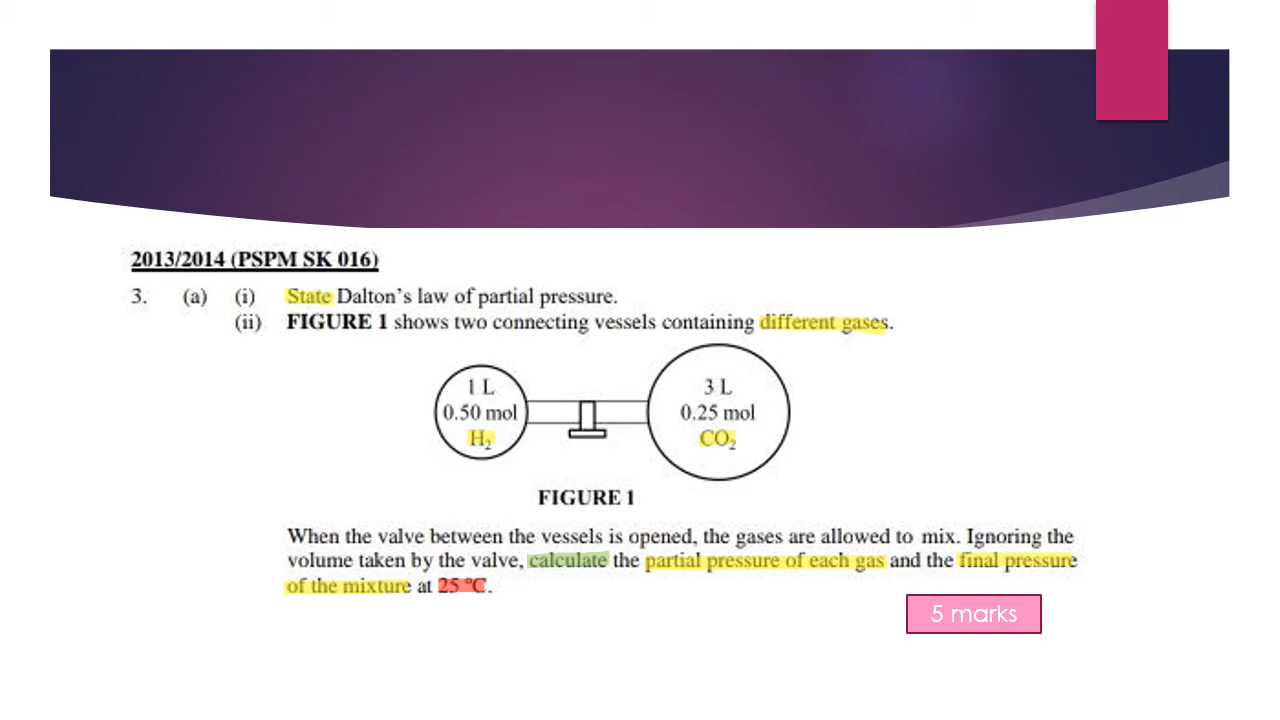 2013/2014 (PSPM SK 016)
3. (a) (i) State Dalton's law of partial pressure.
(ii) FIGURE 1 shows two connecting vessels containing different gases.
1 L
0.50 mol
H₂
3 L
0.25 mol
CO₂
FIGURE 1
When the valve between the vessels is opened, the gases are allowed to mix. Ignoring the
volume taken by the valve, calculate the partial pressure of each gas and the final pressure
of the mixture at 25 °C.
5 marks